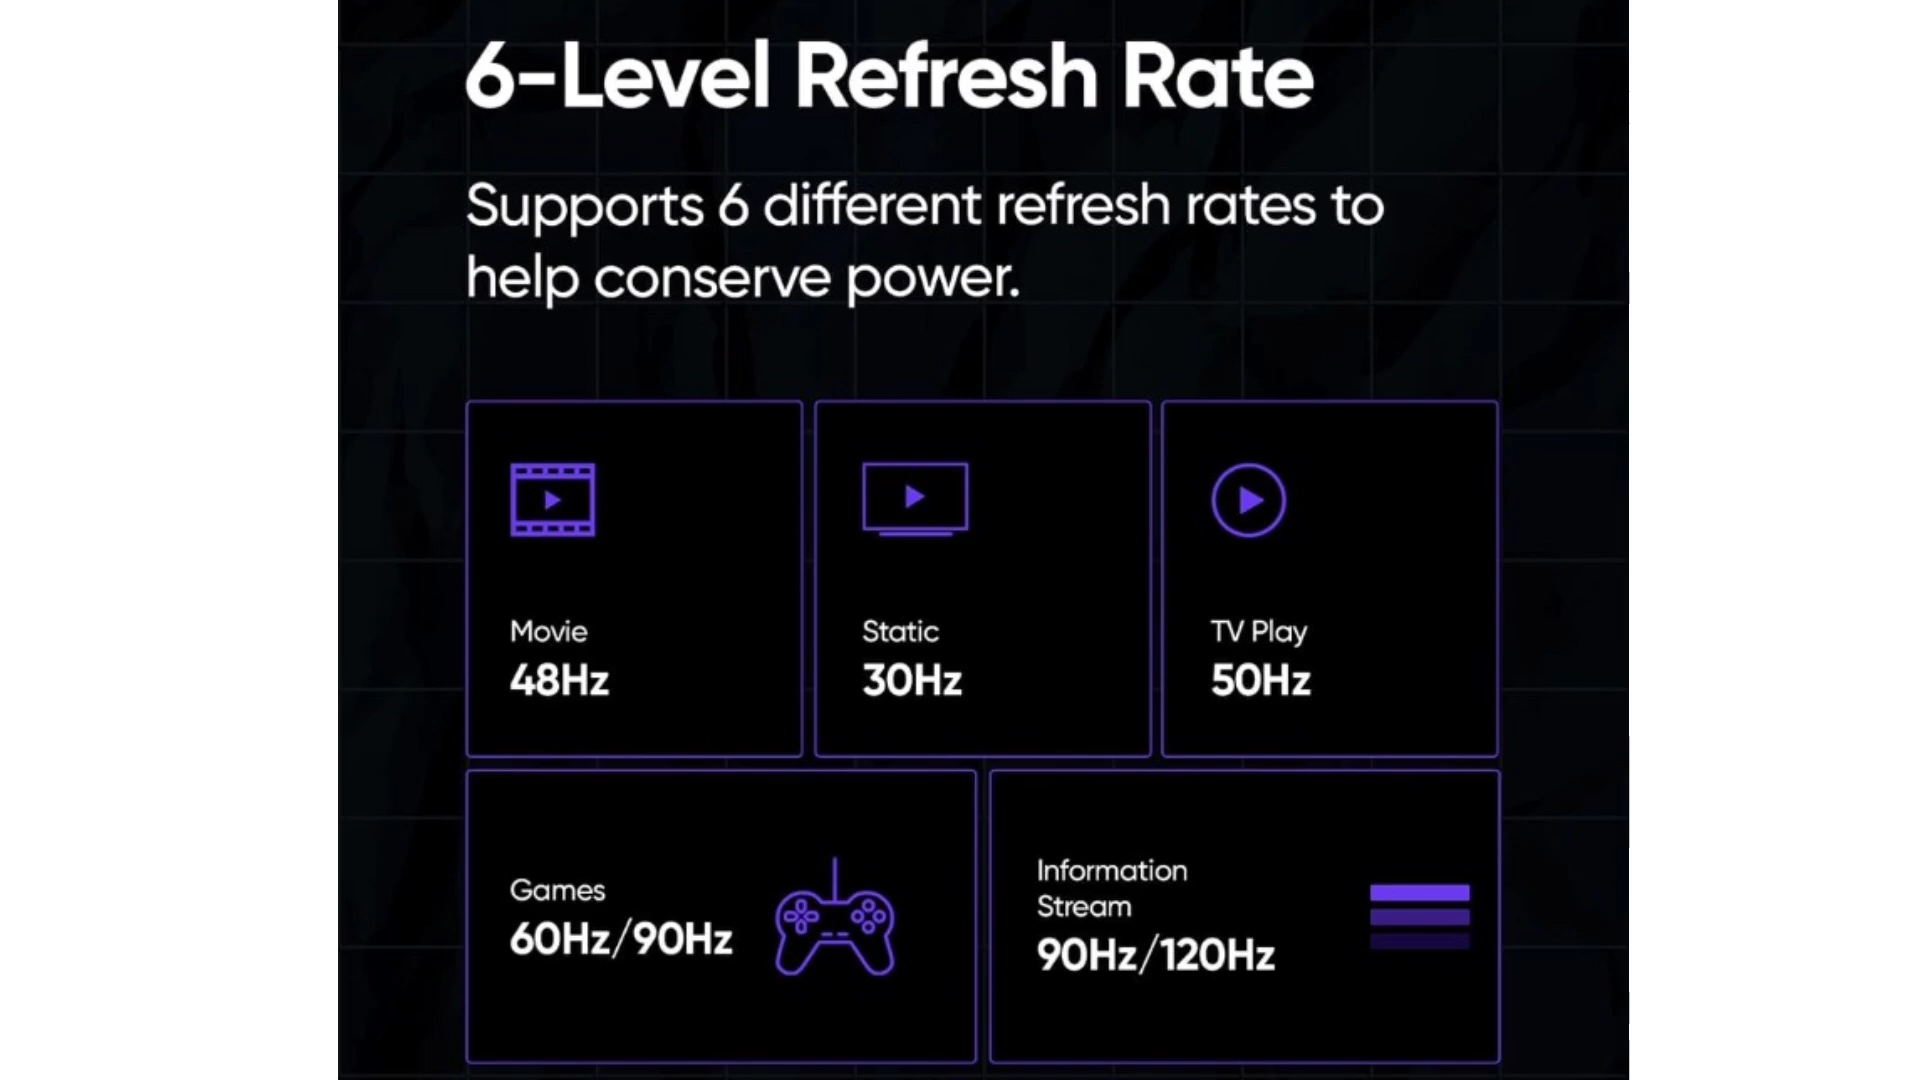 6-Level Refresh Rate
Supports 6 different refresh rates to
help conserve power.
Movie
48Hz
Static
30Hz
TV Play
50Hz
Games
60Hz/90Hz
Information
Stream
90Hz/120Hz